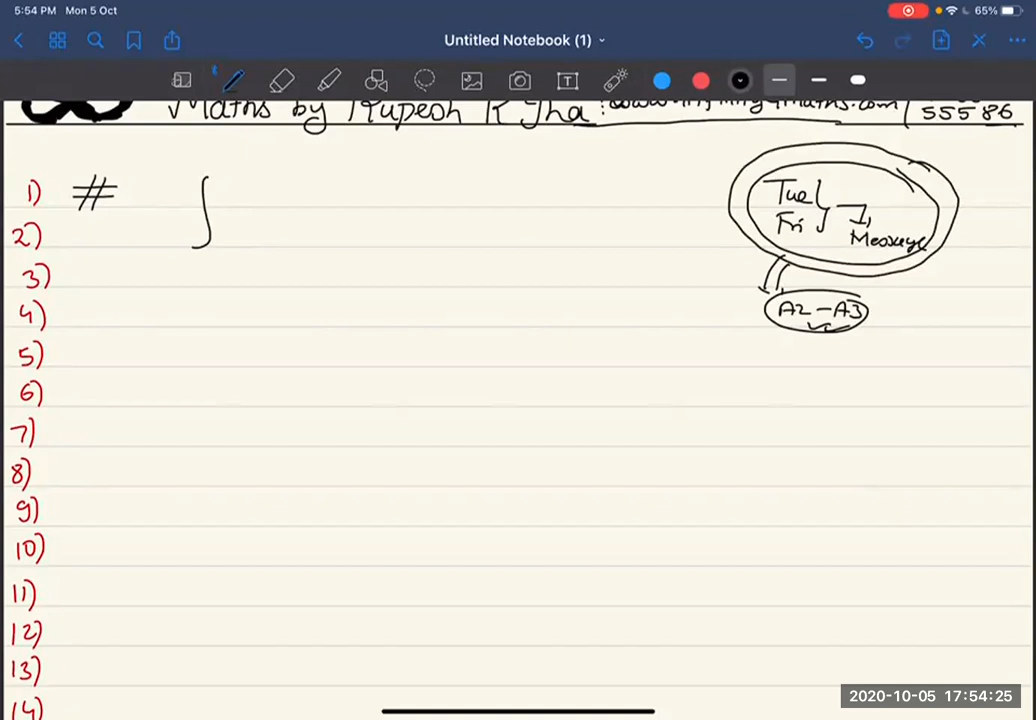 5:54 PM Mon 5 Oct
65%
Untitled Notebook (1)
Maths by Rupesh K Jha :
55586
1) # ∫
2)
3)
4)
5)
6)
7)
8)
9)
10)
11)
12)
13)
14)
Tue
Fri } - 1,
Message
A2 - A3
2020-10-05 17:54:25